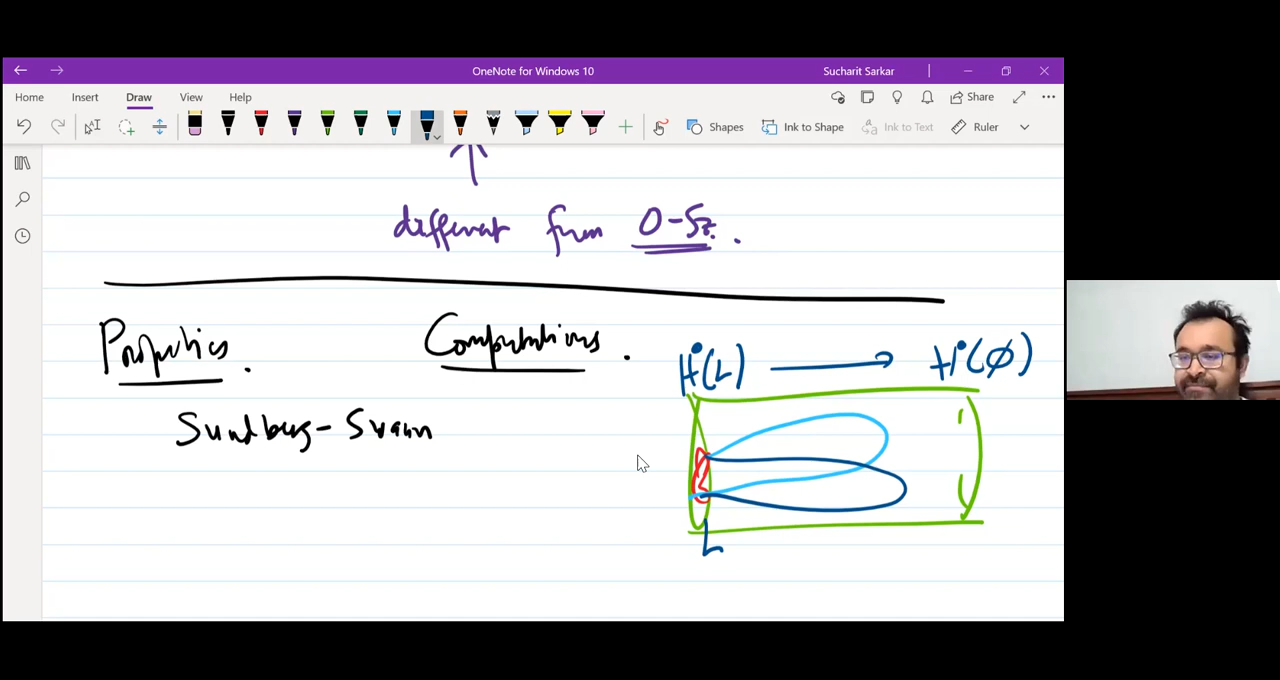 OneNote for Windows 10
Sucharit Sarkar
Home Insert Draw View Help
Share
Shapes Ink to Shape Ink to Text Ruler
different from O-Sz.
Properties. Computations.
H(L) → H(φ)
Sundberg-Swann
L